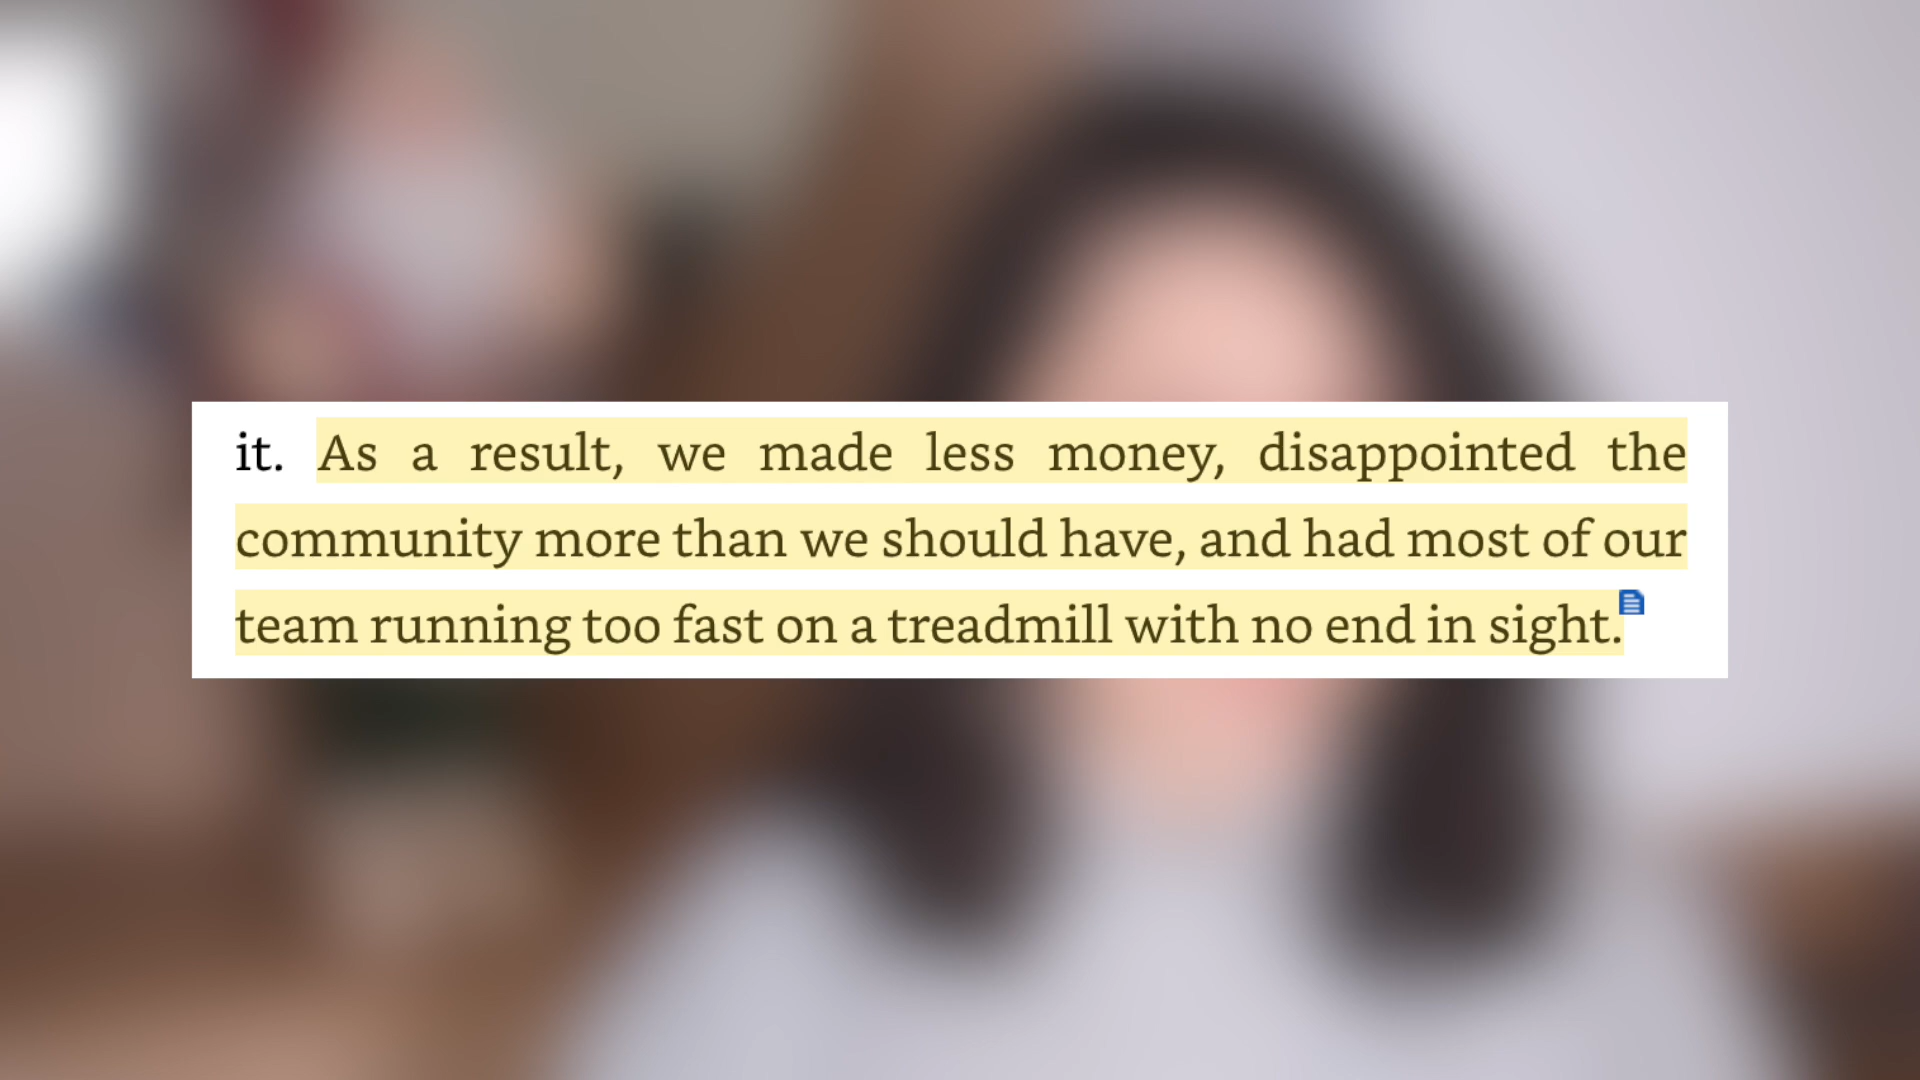 it. As a result, we made less money, disappointed the
community more than we should have, and had most of our
team running too fast on a treadmill with no end in sight.